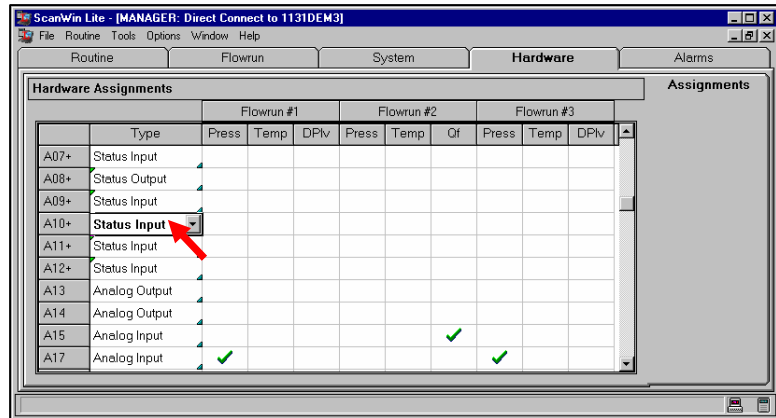 ScanWin Lite - [MANAGER: Direct Connect to 1131DEM3]
File Routine Tools Options Window Help
Routine Flowrun System Hardware Alarms
Hardware Assignments Assignments
Flowrun #1 Flowrun #2 Flowrun #3
Type Press Temp DPlv Press Temp Qf Press Temp DPlv
A07+ Status Input
A08+ Status Output
A09+ Status Input
A10+ Status Input
A11+ Status Input
A12+ Status Input
A13 Analog Output
A14 Analog Output
A15 Analog Input
A17 Analog Input